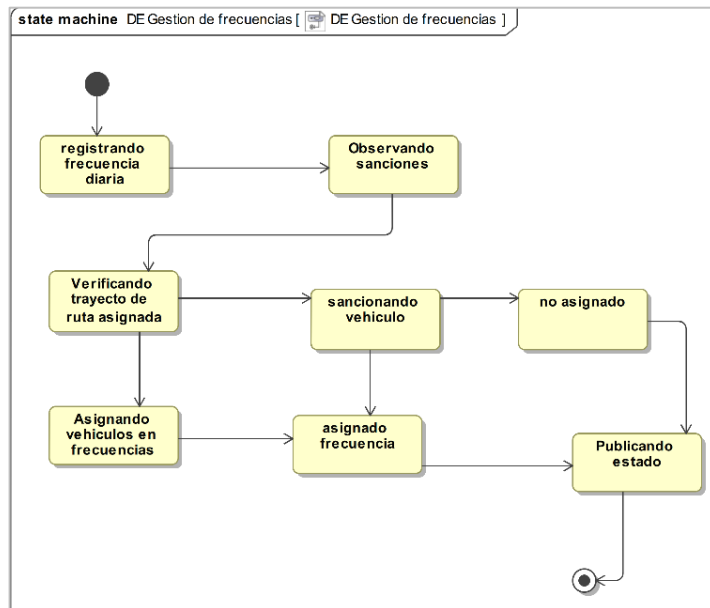 state machine DE Gestion de frecuencias [ DE Gestion de frecuencias ]
registrando
frecuencia
diaria
Observando
sanciones
Verificando
trayecto de
ruta asignada
sancionando
vehiculo
no asignado
Asignando
vehiculos en
frecuencias
asignado
frecuencia
Publicando
estado